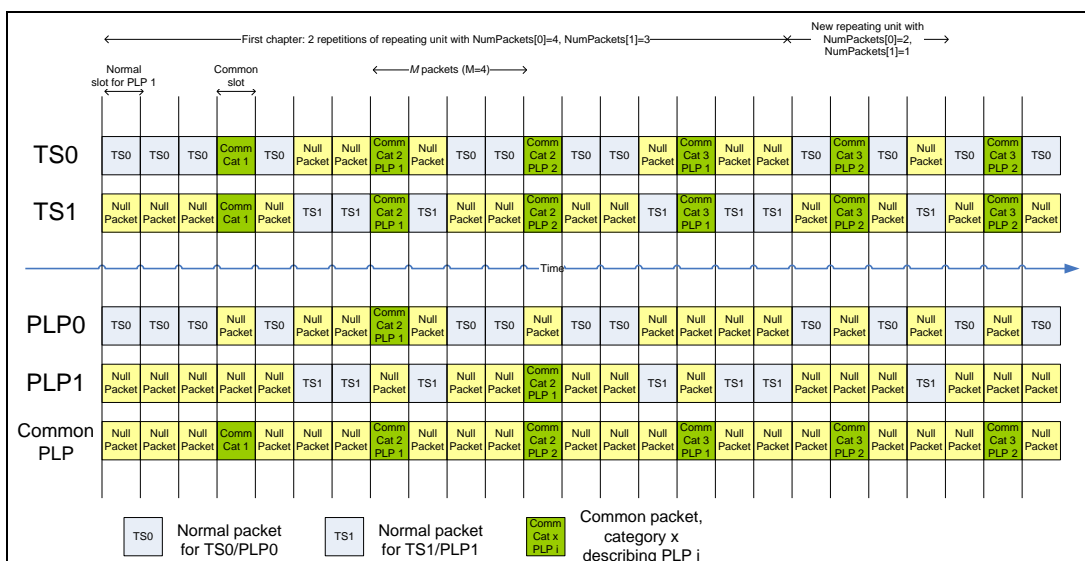 First chapter: 2 repetitions of repeating unit with NumPackets[0]=4, NumPackets[1]=3
New repeating unit with
NumPackets[0]=2,
NumPackets[1]=1
Normal
slot for PLP 1
Common
slot
M packets (M=4)
TS0
TS0 TS0 TS0 Comm Cat 1 TS0 Null Packet Null Packet Comm Cat 2 PLP 1 Null Packet TS0 TS0 Comm Cat 2 PLP 2 TS0 TS0 Null Packet Comm Cat 3 PLP 1 Null Packet Null Packet TS0 Comm Cat 3 PLP 2 TS0 Null Packet TS0 Comm Cat 3 PLP 2 TS0
TS1
Null Packet Null Packet Null Packet Comm Cat 1 Null Packet TS1 TS1 Comm Cat 2 PLP 1 TS1 Null Packet Null Packet Comm Cat 2 PLP 2 Null Packet Null Packet TS1 Comm Cat 3 PLP 1 TS1 TS1 Null Packet Comm Cat 3 PLP 2 Null Packet TS1 Null Packet Comm Cat 3 PLP 2 Null Packet
Time
PLP0
TS0 TS0 TS0 Null Packet TS0 Null Packet Null Packet Comm Cat 2 PLP 1 Null Packet TS0 TS0 Null Packet TS0 TS0 Null Packet Null Packet Null Packet Null Packet TS0 Null Packet TS0 Null Packet TS0 Null Packet TS0
PLP1
Null Packet Null Packet Null Packet Null Packet Null Packet TS1 TS1 Null Packet TS1 Null Packet Null Packet Comm Cat 2 PLP 1 Null Packet Null Packet TS1 Null Packet TS1 TS1 Null Packet Null Packet Null Packet TS1 Null Packet Null Packet Null Packet
Common
PLP
Null Packet Null Packet Null Packet Comm Cat 1 Null Packet Null Packet Null Packet Comm Cat 2 PLP 1 Null Packet Null Packet Null Packet Comm Cat 2 PLP 2 Null Packet Null Packet Null Packet Comm Cat 3 PLP 1 Null Packet Null Packet Null Packet Comm Cat 3 PLP 2 Null Packet Null Packet Null Packet Comm Cat 3 PLP 2 Null Packet
TS0
Normal packet
for TS0/PLP0
TS1
Normal packet
for TS1/PLP1
Comm
Cat x
PLP i
Common packet,
category x
describing PLP i